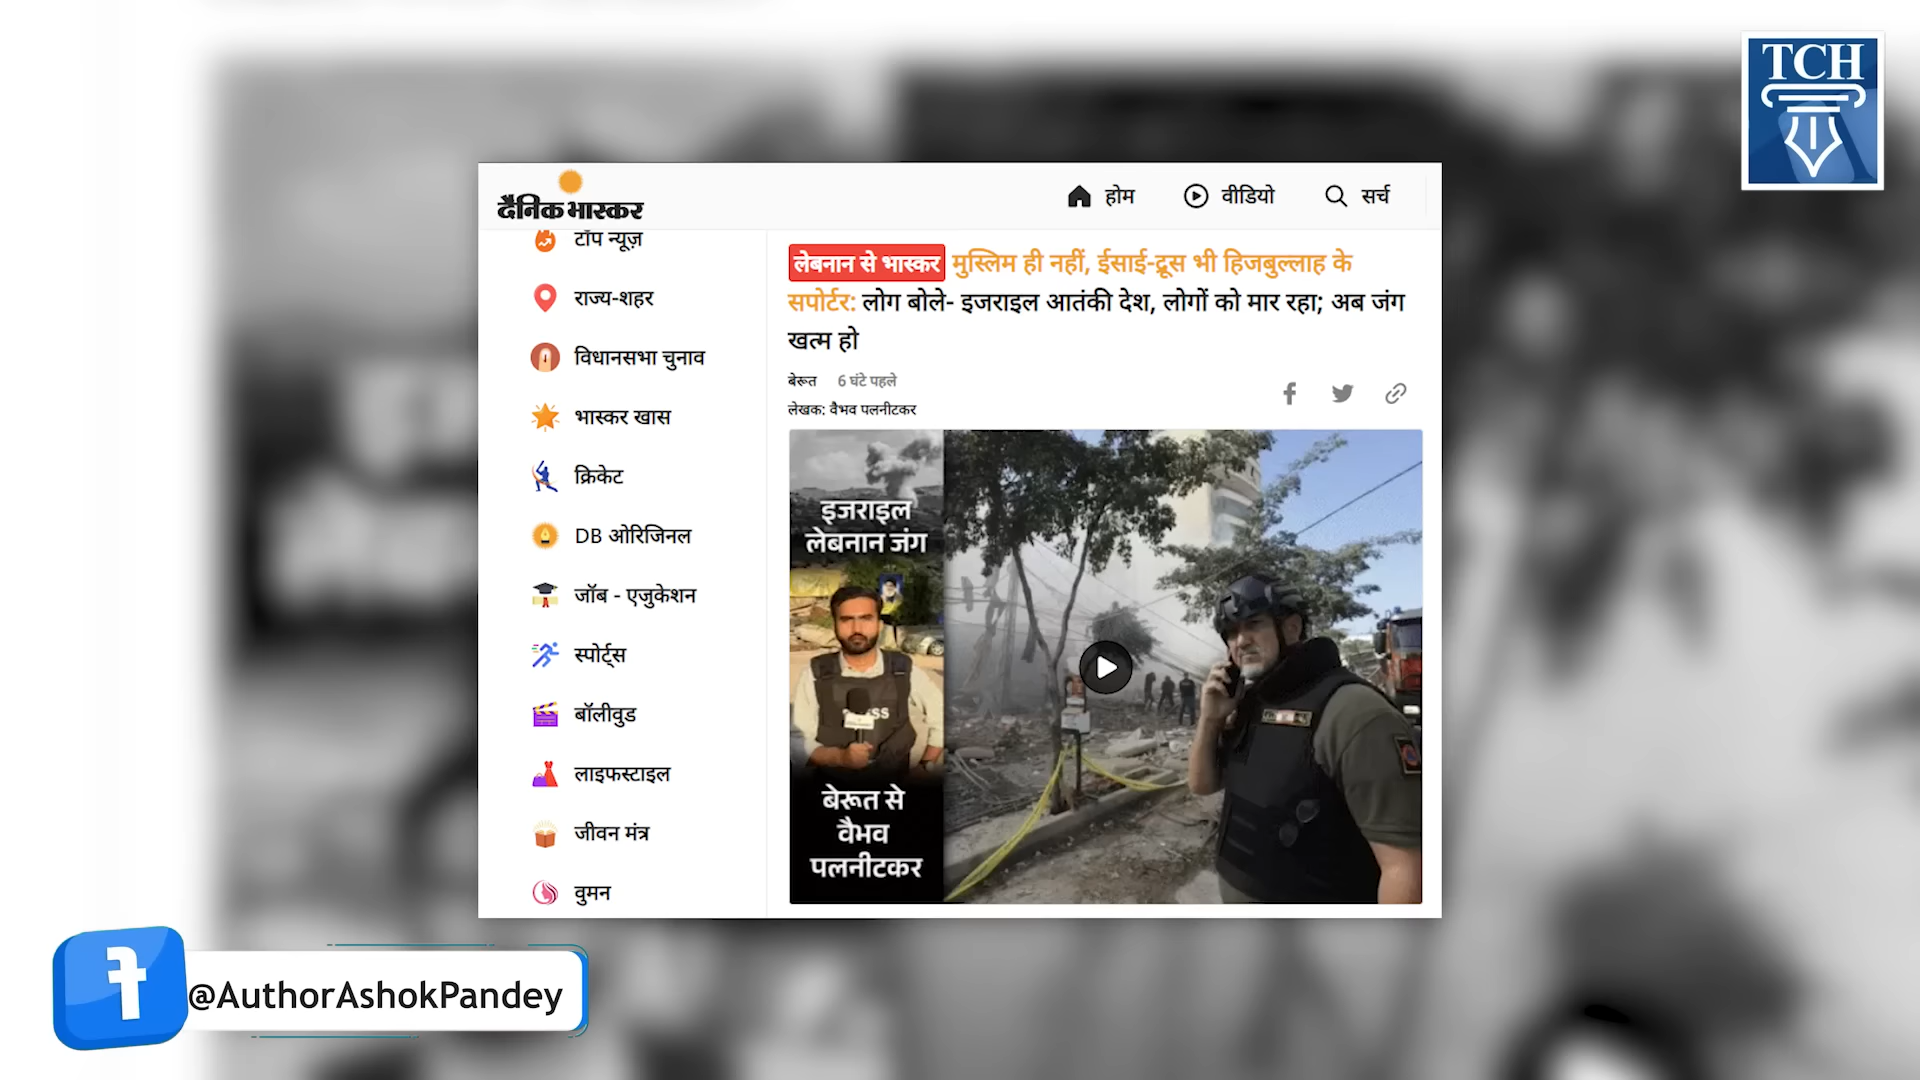 TCH
दैनिक भास्कर
होम
वीडियो
सर्च
टॉप न्यूज़
राज्य-शहर
विधानसभा चुनाव
भास्कर खास
क्रिकेट
DB ओरिजिनल
जॉब - एजुकेशन
स्पोर्ट्स
बॉलीवुड
लाइफस्टाइल
जीवन मंत्र
वुमन
लेबनान से भास्कर मुस्लिम ही नहीं, ईसाई-द्रूस भी हिजबुल्लाह के
सपोर्टर: लोग बोले- इजराइल आतंकी देश, लोगों को मार रहा; अब जंग
खत्म हो
बेरूत 6 घंटे पहले
लेखक: वैभव पलनीटकर
इजराइल
लेबनान जंग
बेरूत से
वैभव
पलनीटकर
@AuthorAshokPandey